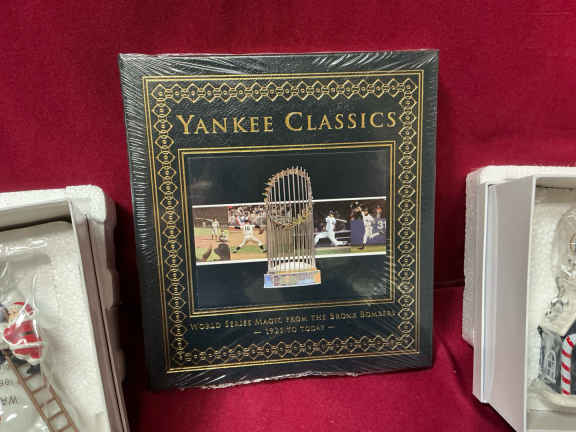 YANKEE CLASSICS
WORLD SERIES MAGIC FROM THE BRONX BOMBERS
— 1921 TO TODAY —